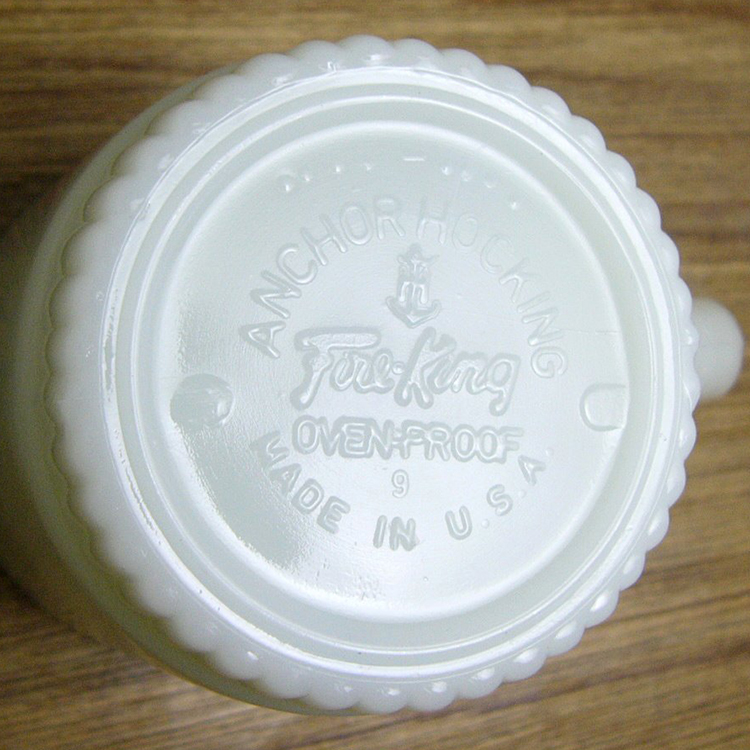 ANCHOR HOCKING
Fire-King
OVEN-PROOF
9
MADE IN U.S.A.